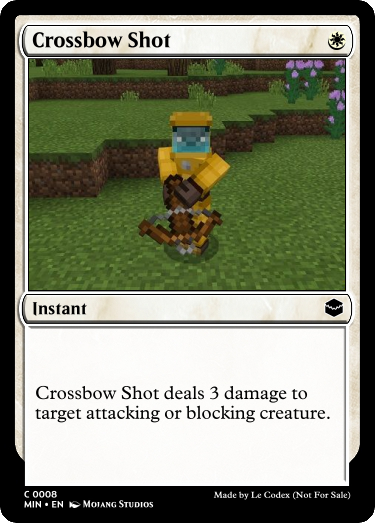 Crossbow Shot
Instant
Crossbow Shot deals 3 damage to
target attacking or blocking creature.
C 0008
MIN • EN Mojang Studios
Made by Le Codex (Not For Sale)